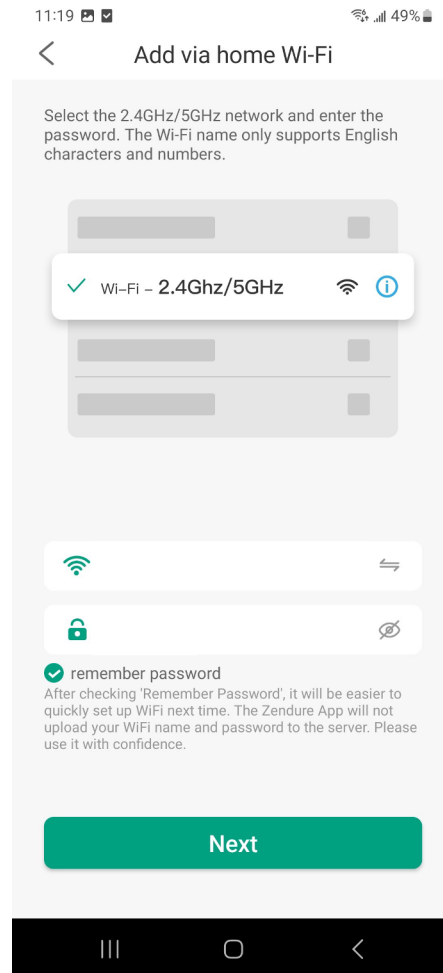 11:19 49%
Add via home Wi-Fi
Select the 2.4GHz/5GHz network and enter the
password. The Wi-Fi name only supports English
characters and numbers.
Wi-Fi - 2.4Ghz/5GHz
remember password
After checking 'Remember Password', it will be easier to
quickly set up WiFi next time. The Zendure App will not
upload your WiFi name and password to the server. Please
use it with confidence.
Next